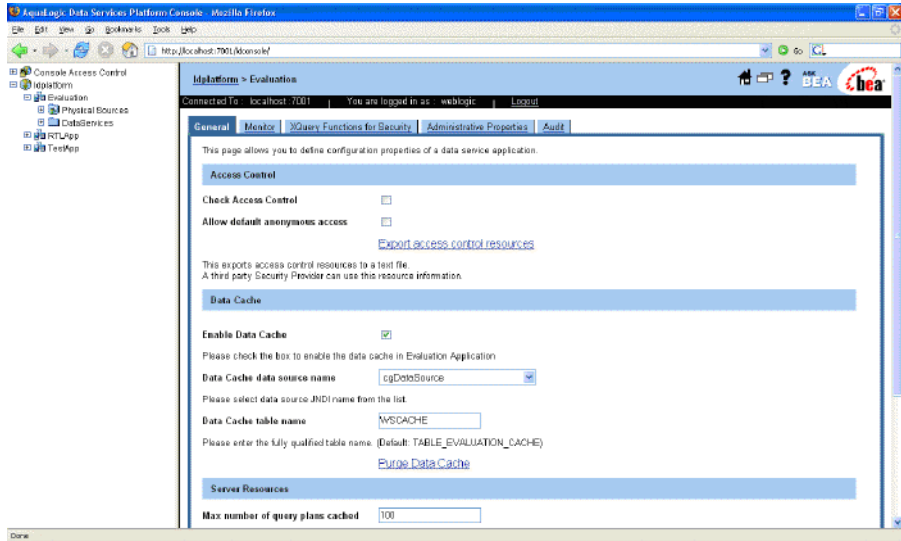 AquaLogic Data Services Platform Console - Mozilla Firefox
File Edit View Go Bookmarks Tools Help
http://localhost:7001/ldconsole/
Go
Console Access Control
ldplatform
Evaluation
Physical Sources
DataServices
RTLApp
TestApp
ldplatform > Evaluation
? ASK BEA bea
Connected To : localhost :7001 | You are logged in as : weblogic | Logout
General Monitor XQuery Functions for Security Administrative Properties Audit
This page allows you to define configuration properties of a data service application.
Access Control
Check Access Control
Allow default anonymous access
Export access control resources
This exports access control resources to a text file.
A third party Security Provider can use this resource information.
Data Cache
Enable Data Cache
Please check the box to enable the data cache in Evaluation Application
Data Cache data source name cgDataSource
Please select data source JNDI name from the list.
Data Cache table name WSCACHE
Please enter the fully qualified table name. (Default: TABLE_EVALUATION_CACHE)
Purge Data Cache
Server Resources
Max number of query plans cached 100
Done